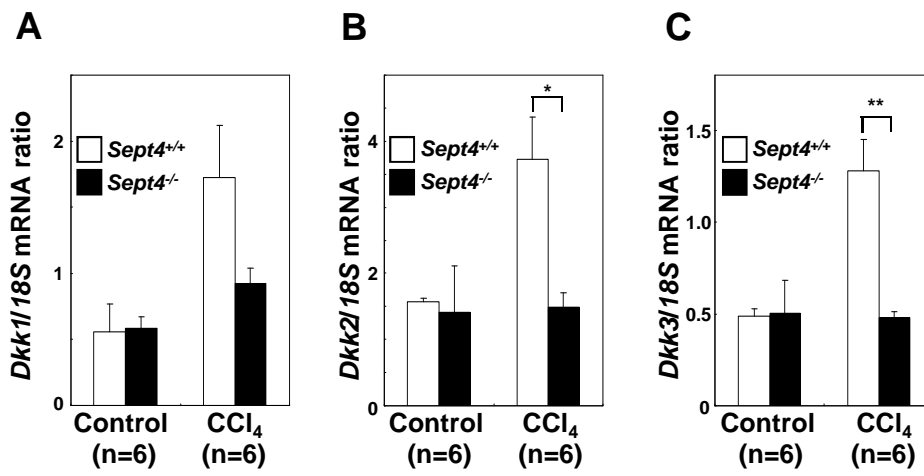 A
Dkk1/18S mRNA ratio
2
1
0
Sept4+/+
Sept4-/-
Control
(n=6)
CCl4
(n=6)
B
Dkk2/18S mRNA ratio
4
2
0
Sept4+/+
Sept4-/-
*
Control
(n=6)
CCl4
(n=6)
C
Dkk3/18S mRNA ratio
1.5
1.0
0.5
0
Sept4+/+
Sept4-/-
**
Control
(n=6)
CCl4
(n=6)